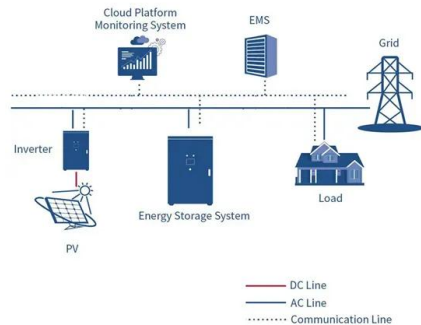 Cloud Platform
Monitoring System
EMS
Grid
Inverter
Energy Storage System
Load
PV
DC Line
AC Line
Communication Line